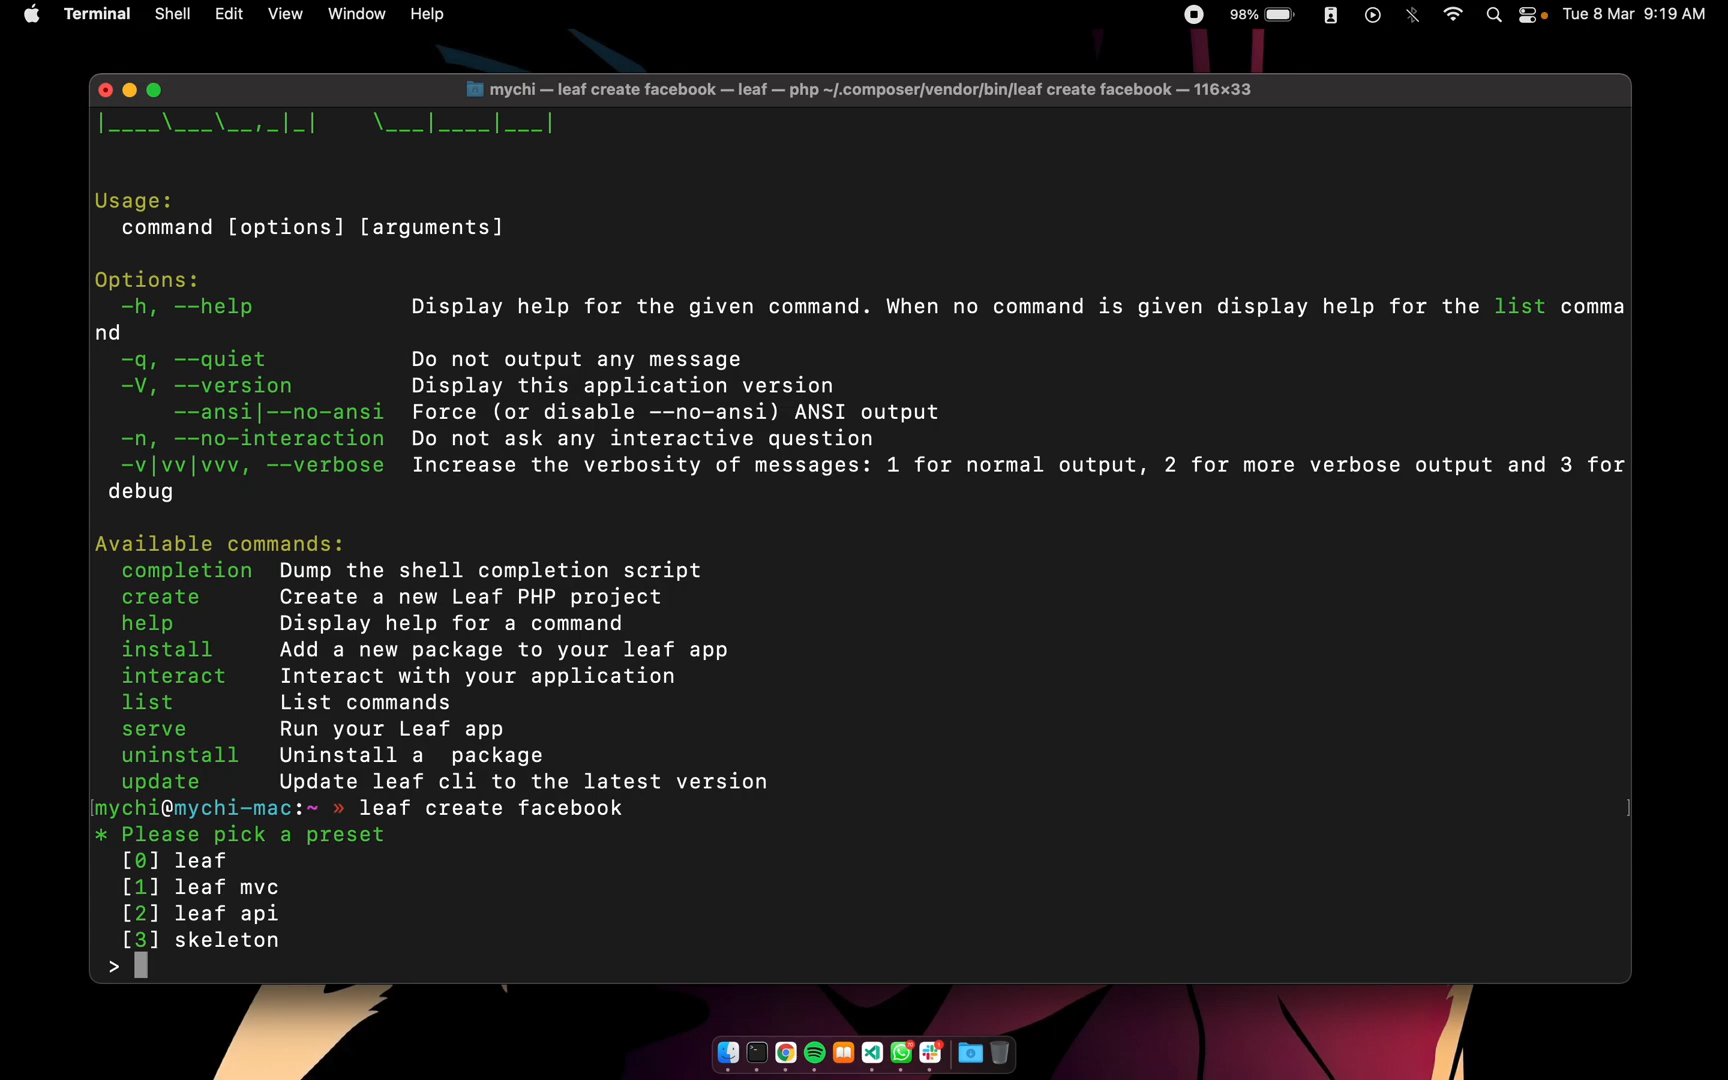 Terminal Shell Edit View Window Help 98% Tue 8 Mar 9:19 AM
mychi — leaf create facebook — leaf — php ~/.composer/vendor/bin/leaf create facebook — 116×33
|____\___\__,_|_|    \___|____|___|
Usage:
command [options] [arguments]
Options:
-h, --help Display help for the given command. When no command is given display help for the list comma
nd
-q, --quiet Do not output any message
-V, --version Display this application version
--ansi|--no-ansi Force (or disable --no-ansi) ANSI output
-n, --no-interaction Do not ask any interactive question
-v|vv|vvv, --verbose Increase the verbosity of messages: 1 for normal output, 2 for more verbose output and 3 for
debug
Available commands:
completion Dump the shell completion script
create Create a new Leaf PHP project
help Display help for a command
install Add a new package to your leaf app
interact Interact with your application
list List commands
serve Run your Leaf app
uninstall Uninstall a  package
update Update leaf cli to the latest version
[mychi@mychi-mac:~ » leaf create facebook ]
* Please pick a preset
[0] leaf
[1] leaf mvc
[2] leaf api
[3] skeleton
>